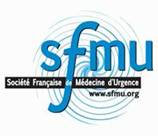 sfmu
Société Française de Médecine d'Urgence
www.sfmu.org